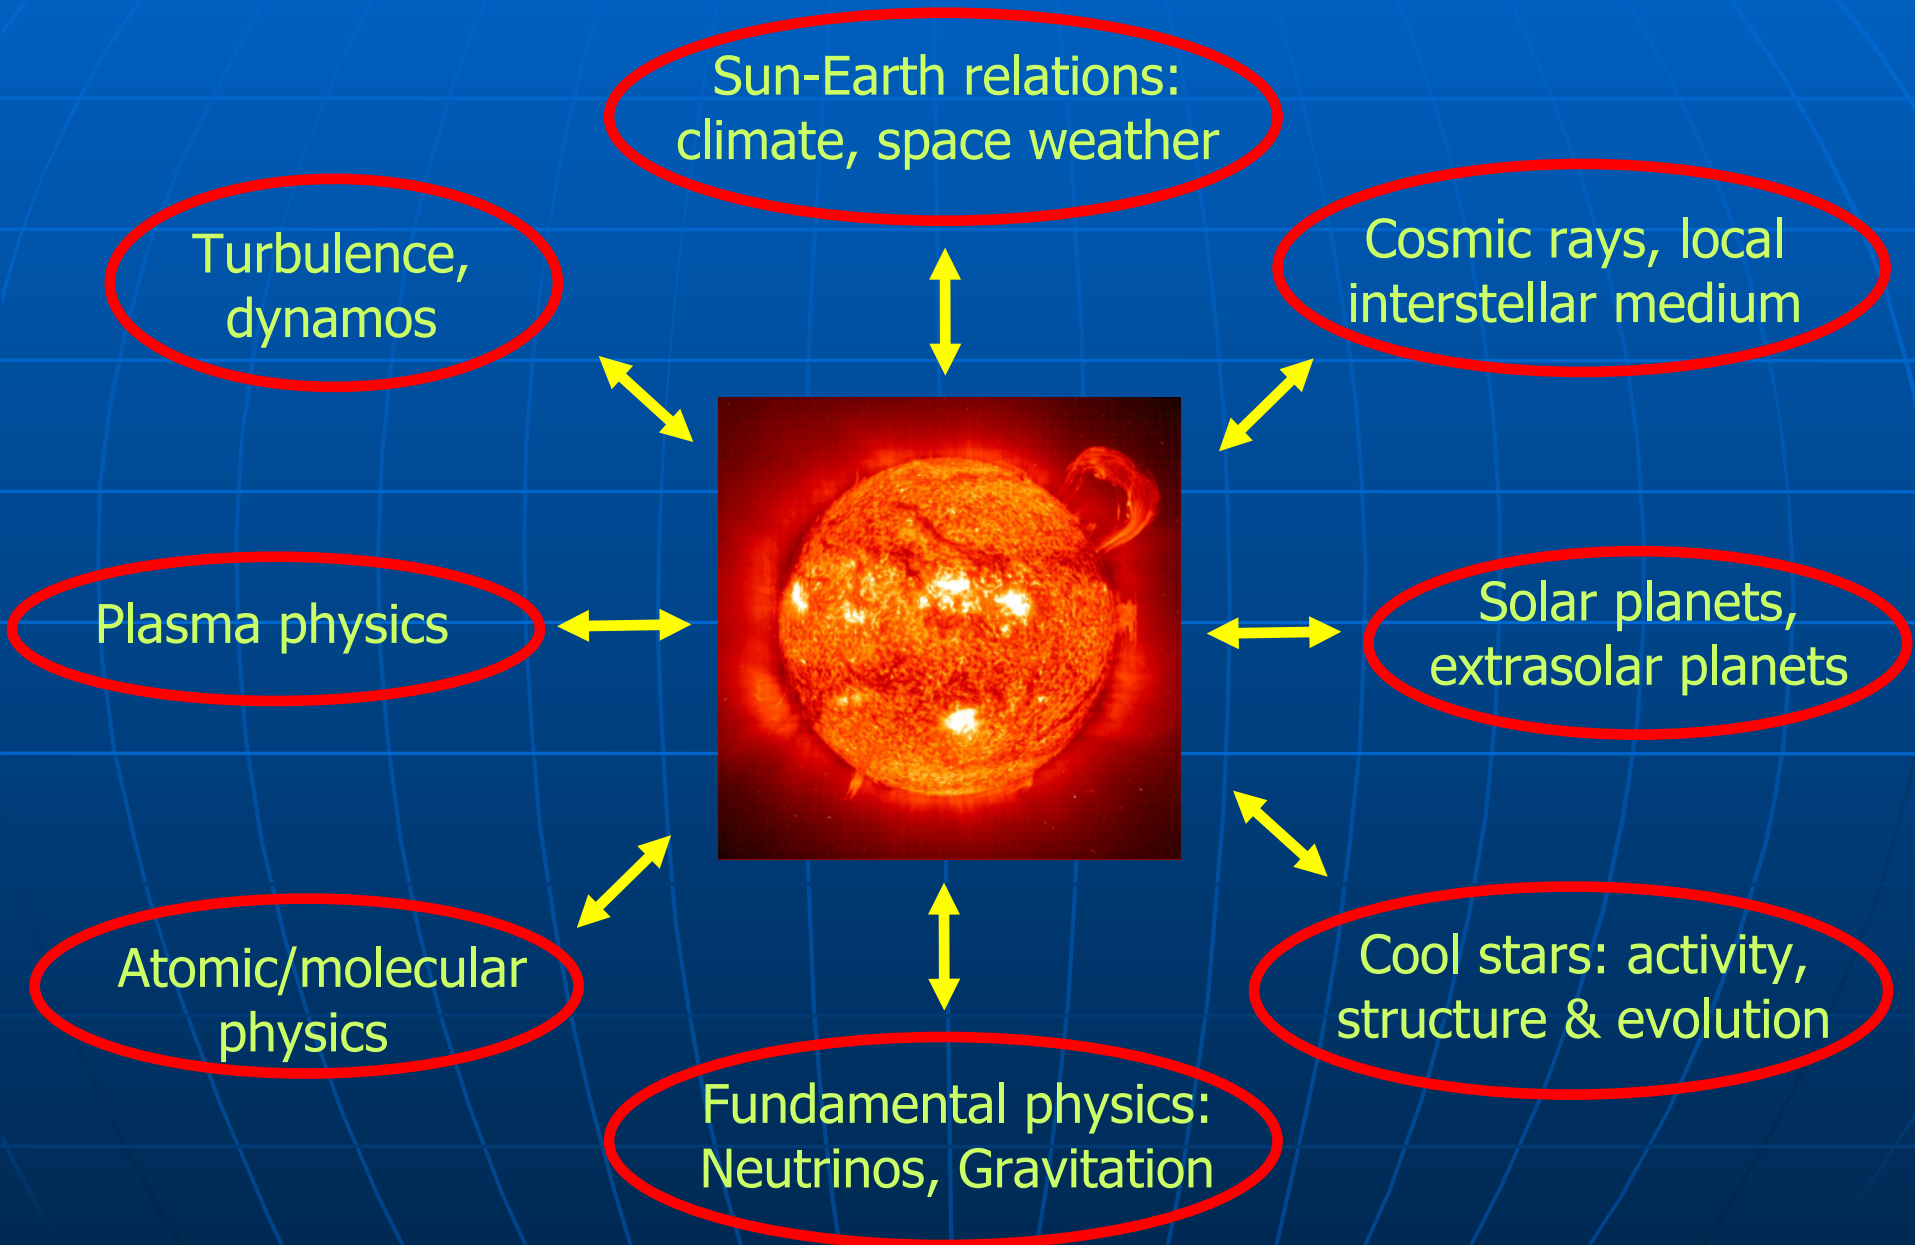 Sun-Earth relations:
climate, space weather
Turbulence,
dynamos
Cosmic rays, local
interstellar medium
Plasma physics
Solar planets,
extrasolar planets
Atomic/molecular
physics
Cool stars: activity,
structure & evolution
Fundamental physics:
Neutrinos, Gravitation